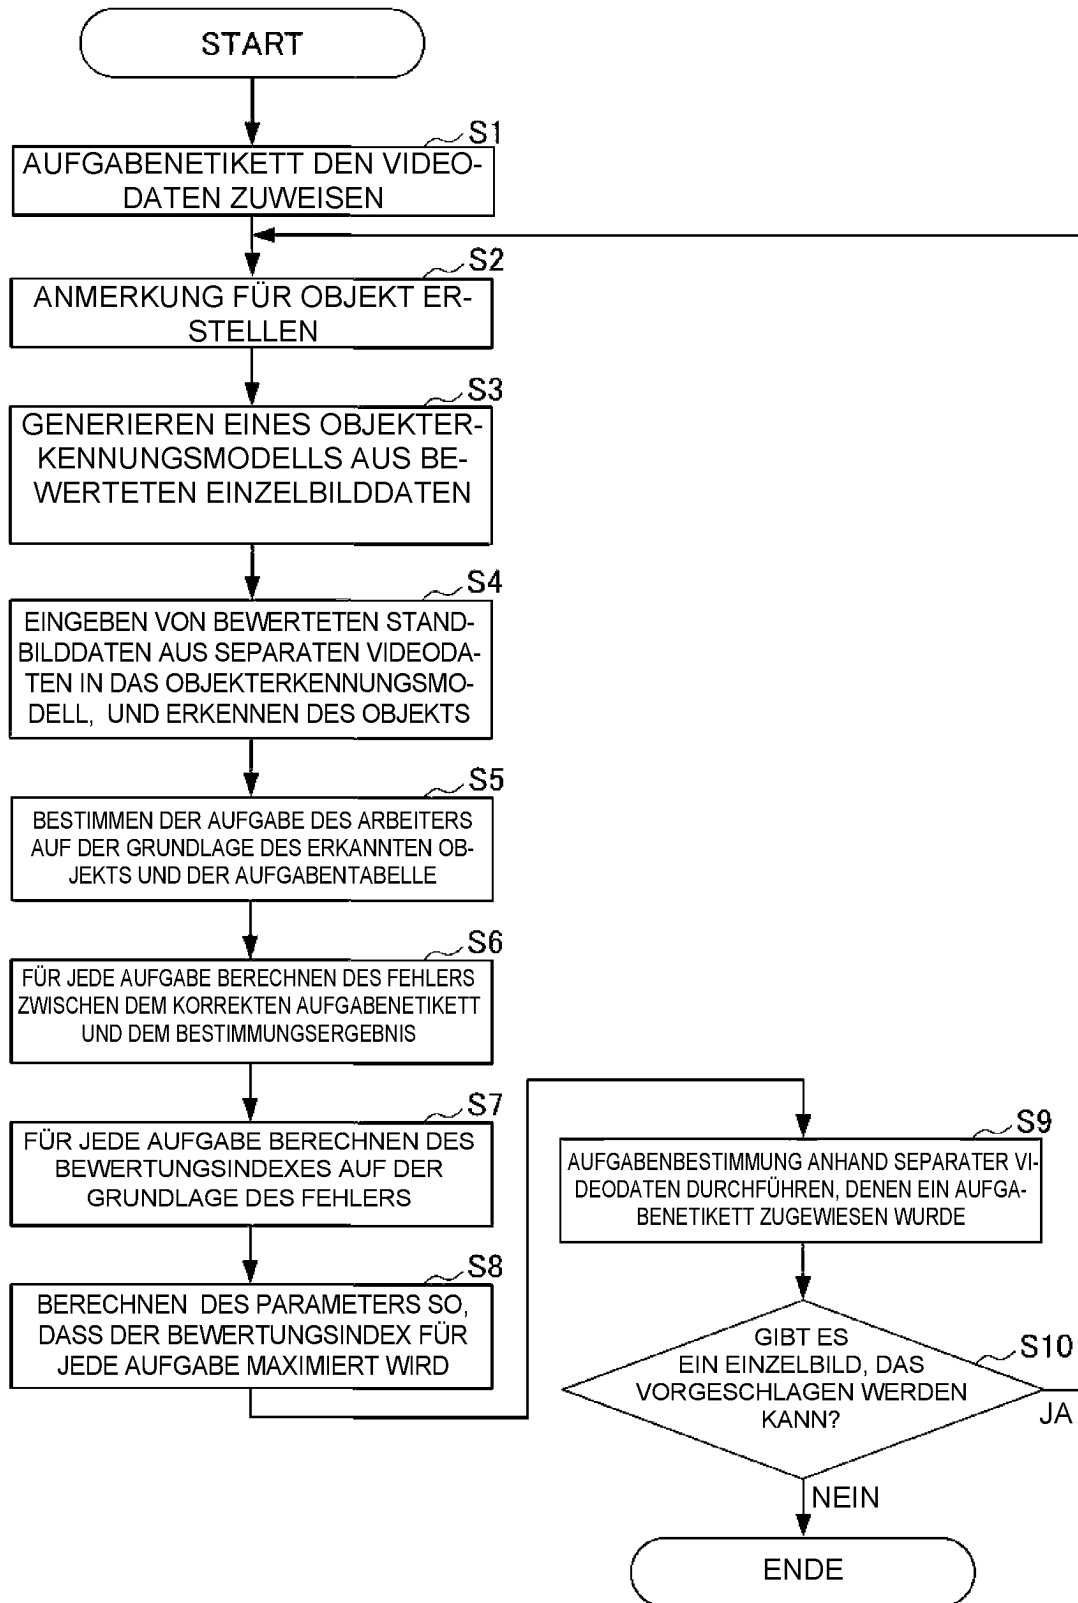 START
S1
AUFGABENETIKETT DEN VIDEO-
DATEN ZUWEISEN
S2
ANMERKUNG FÜR OBJEKT ER-
STELLEN
S3
GENERIEREN EINES OBJEKTER-
KENNUNGSMODELLS AUS BE-
WERTETEN EINZELBILDDATEN
S4
EINGEBEN VON BEWERTETEN STAND-
BILDDATEN AUS SEPARATEN VIDEODA-
TEN IN DAS OBJEKTERKENNUNGSMO-
DELL, UND ERKENNEN DES OBJEKTS
S5
BESTIMMEN DER AUFGABE DES ARBEITERS
AUF DER GRUNDLAGE DES ERKANNTEN OB-
JEKTS UND DER AUFGABENTABELLE
S6
FÜR JEDE AUFGABE BERECHNEN DES FEHLERS
ZWISCHEN DEM KORREKTEN AUFGABENETIKETT
UND DEM BESTIMMUNGSERGEBNIS
S7
FÜR JEDE AUFGABE BERECHNEN DES
BEWERTUNGSINDEXES AUF DER
GRUNDLAGE DES FEHLERS
S8
BERECHNEN DES PARAMETERS SO,
DASS DER BEWERTUNGSINDEX FÜR
JEDE AUFGABE MAXIMIERT WIRD
S9
AUFGABENBESTIMMUNG ANHAND SEPARATER VI-
DEODATEN DURCHFÜHREN, DENEN EIN AUFGA-
BENETIKETT ZUGEWIESEN WURDE
S10
GIBT ES
EIN EINZELBILD, DAS
VORGESCHLAGEN WERDEN
KANN?
JA
NEIN
ENDE